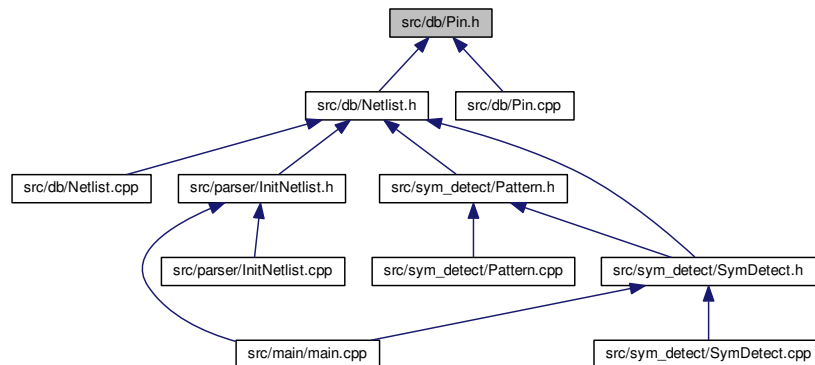 src/db/Pin.h
src/db/Netlist.h
src/db/Pin.cpp
src/db/Netlist.cpp
src/parser/InitNetlist.h
src/sym_detect/Pattern.h
src/parser/InitNetlist.cpp
src/sym_detect/Pattern.cpp
src/sym_detect/SymDetect.h
src/main/main.cpp
src/sym_detect/SymDetect.cpp